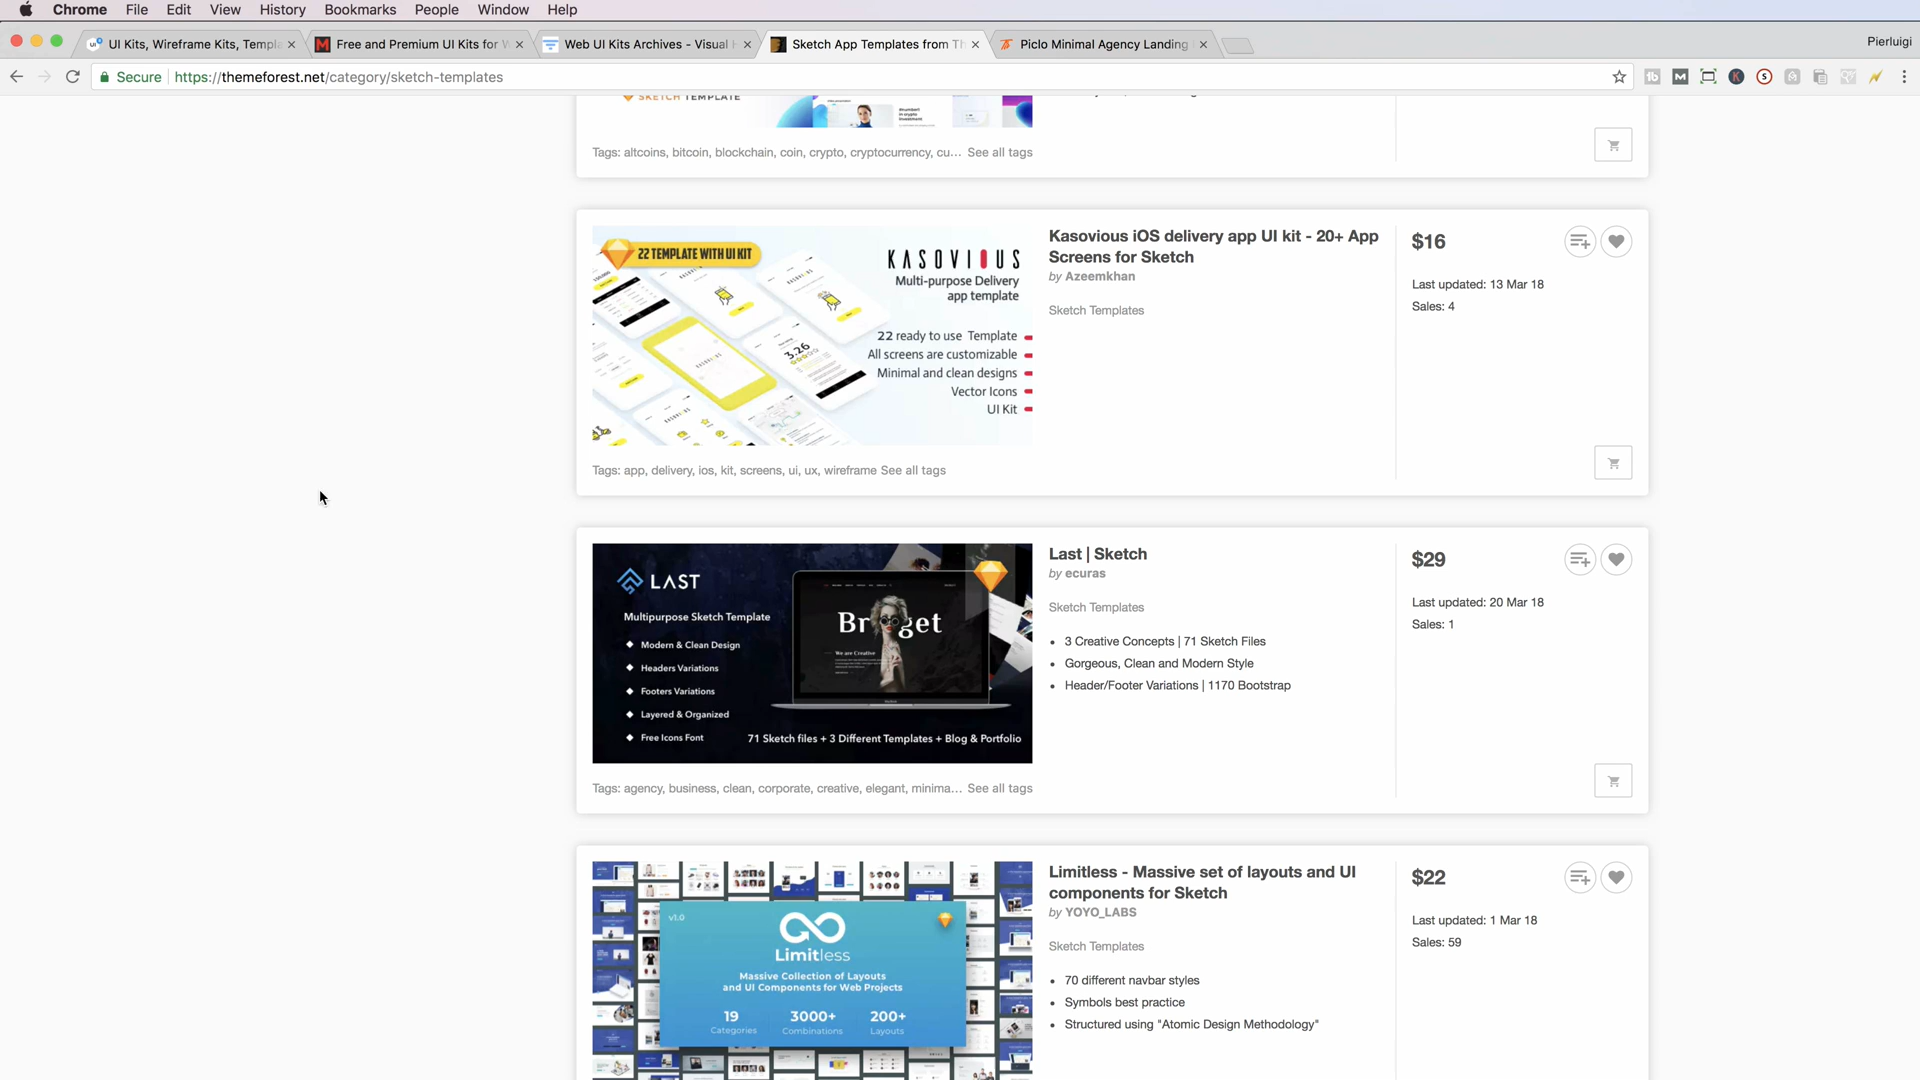 Chrome File Edit View History Bookmarks People Window Help
UI Kits, Wireframe Kits, Templ
Free and Premium UI Kits for
Web UI Kits Archives - Visual
Sketch App Templates from Th
Piclo Minimal Agency Landing
Pierluigi
Secure https://themeforest.net/category/sketch-templates
SKETCH TEMPLATE
Tags: altcoins, bitcoin, blockchain, coin, crypto, cryptocurrency, cu... See all tags
22 TEMPLATE WITH UI KIT
KASOVIOUS
Multi-purpose Delivery
app template
22 ready to use Template
All screens are customizable
Minimal and clean designs
Vector Icons
UI Kit
3.26
Kasovious iOS delivery app UI kit - 20+ App
Screens for Sketch
by Azeemkhan
Sketch Templates
$16
Last updated: 13 Mar 18
Sales: 4
Tags: app, delivery, ios, kit, screens, ui, ux, wireframe See all tags
LAST
Multipurpose Sketch Template
Modern & Clean Design
Headers Variations
Footers Variations
Layered & Organized
Free Icons Font
We are Creative
71 Sketch files + 3 Different Templates + Blog & Portfolio
Last | Sketch
by ecuras
Sketch Templates
• 3 Creative Concepts | 71 Sketch Files
• Gorgeous, Clean and Modern Style
• Header/Footer Variations | 1170 Bootstrap
$29
Last updated: 20 Mar 18
Sales: 1
Tags: agency, business, clean, corporate, creative, elegant, minima... See all tags
v1.0
Limitless
Massive Collection of Layouts
and UI Components for Web Projects
19 3000+ 200+
Categories Combinations Layouts
Limitless - Massive set of layouts and UI
components for Sketch
by YOYO_LABS
Sketch Templates
• 70 different navbar styles
• Symbols best practice
• Structured using "Atomic Design Methodology"
$22
Last updated: 1 Mar 18
Sales: 59